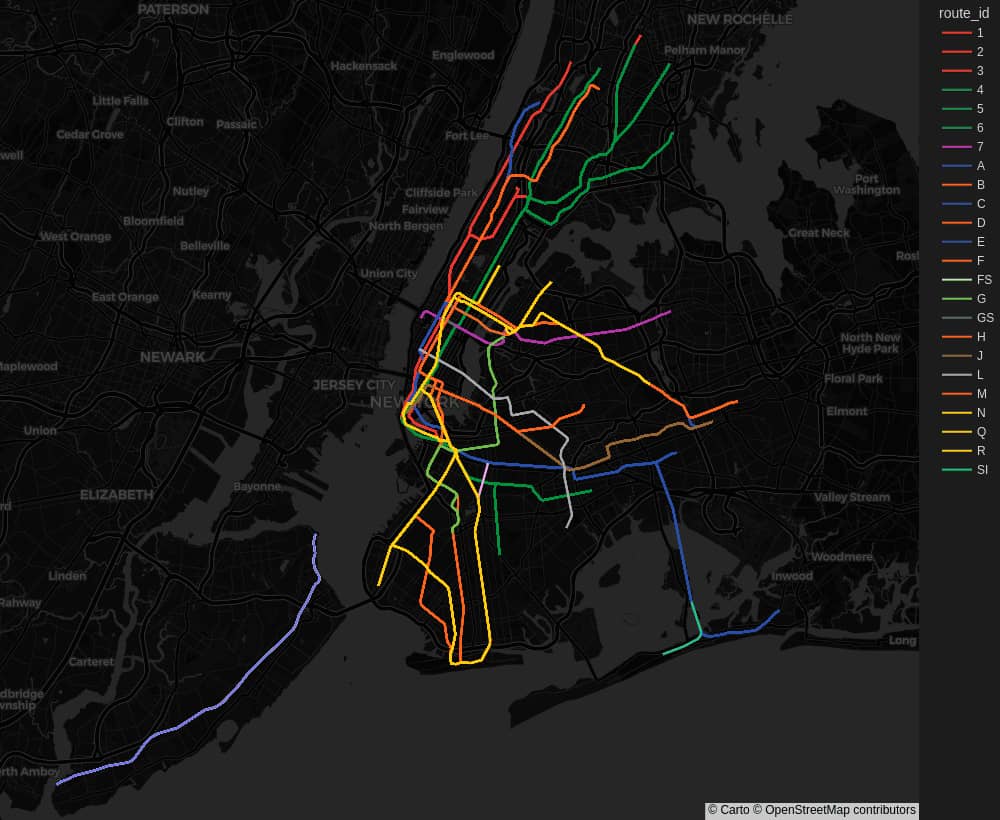 PATERSON
NEW ROCHELLE
Pelham Manor
Englewood
Hackensack
Little Falls
Clifton
Passaic
Cedar Grove
Fort Lee
well
Port
Washington
Nutley
Cliffside Park
Fairview
North Bergen
Bloomfield
West Orange
Belleville
Great Neck
Ros
Union City
East Orange
Kearny
NEWARK
North New
Hyde Park
Maplewood
JERSEY CITY
NEW YORK
Floral Park
Elmont
Union
Bayonne
ELIZABETH
Valley Stream
rd
Woodmere
Linden
Inwood
Rahway
Long
Carteret
dbridge
wnship
rth Amboy
route_id
1
2
3
4
5
6
7
A
B
C
D
E
F
FS
G
GS
H
J
L
M
N
Q
R
SI
© Carto © OpenStreetMap contributors